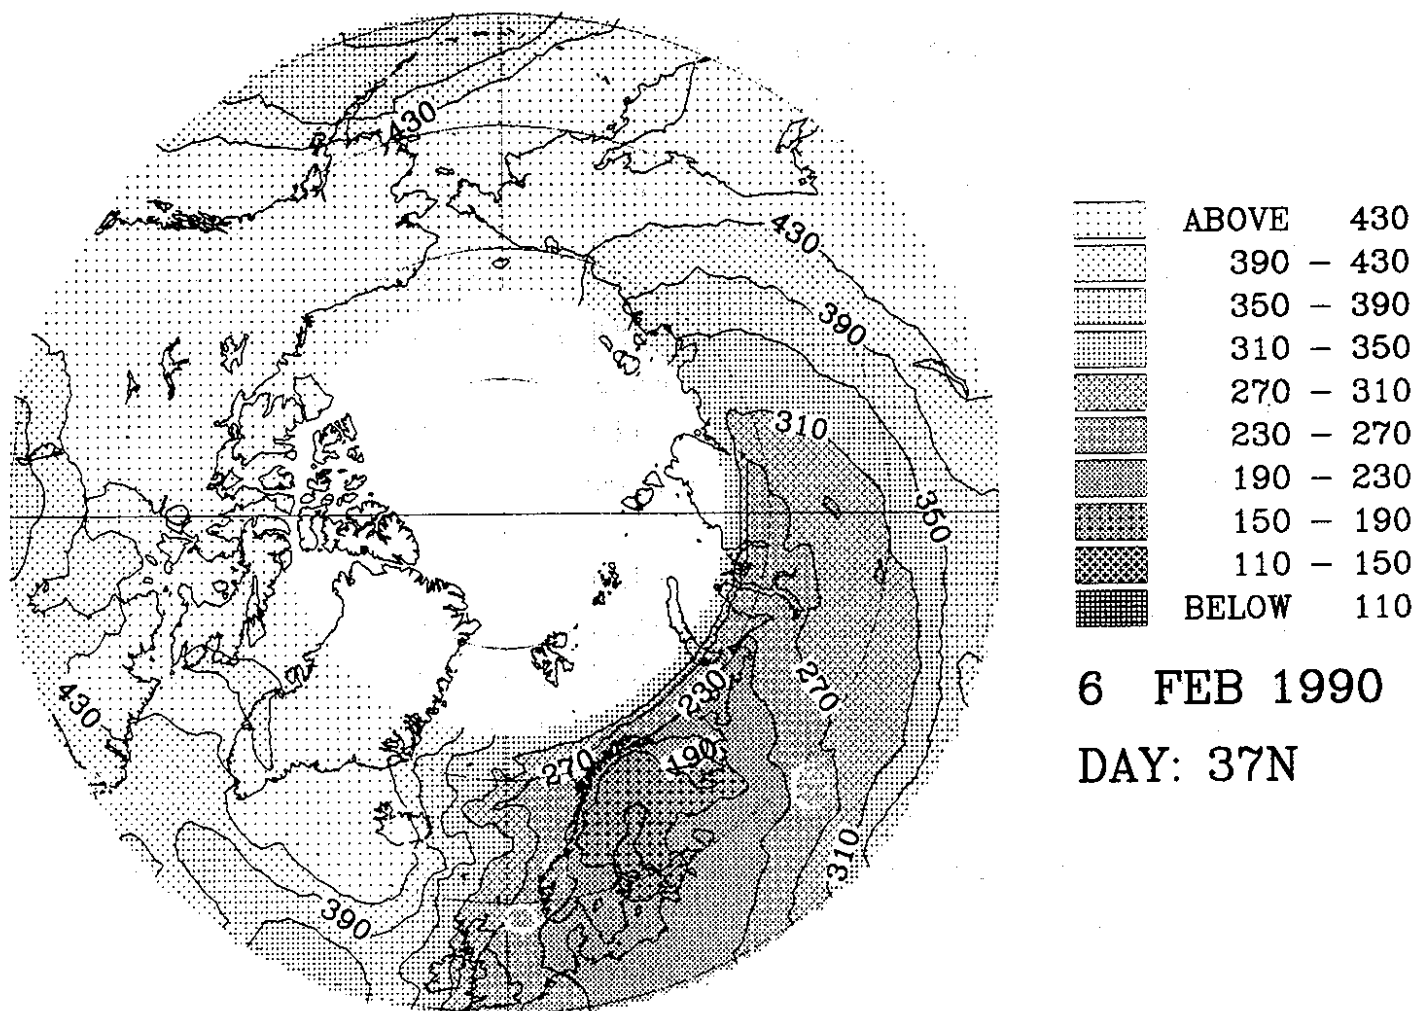 430
430
390
310
350
430
230
270
190
270
310
390
ABOVE 430
390 – 430
350 – 390
310 – 350
270 – 310
230 – 270
190 – 230
150 – 190
110 – 150
BELOW 110
6 FEB 1990
DAY: 37N